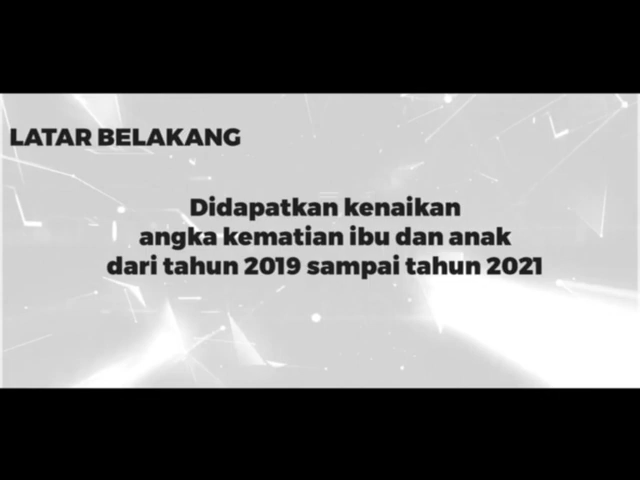 LATAR BELAKANG
Didapatkan kenaikan
angka kematian ibu dan anak
dari tahun 2019 sampai tahun 2021